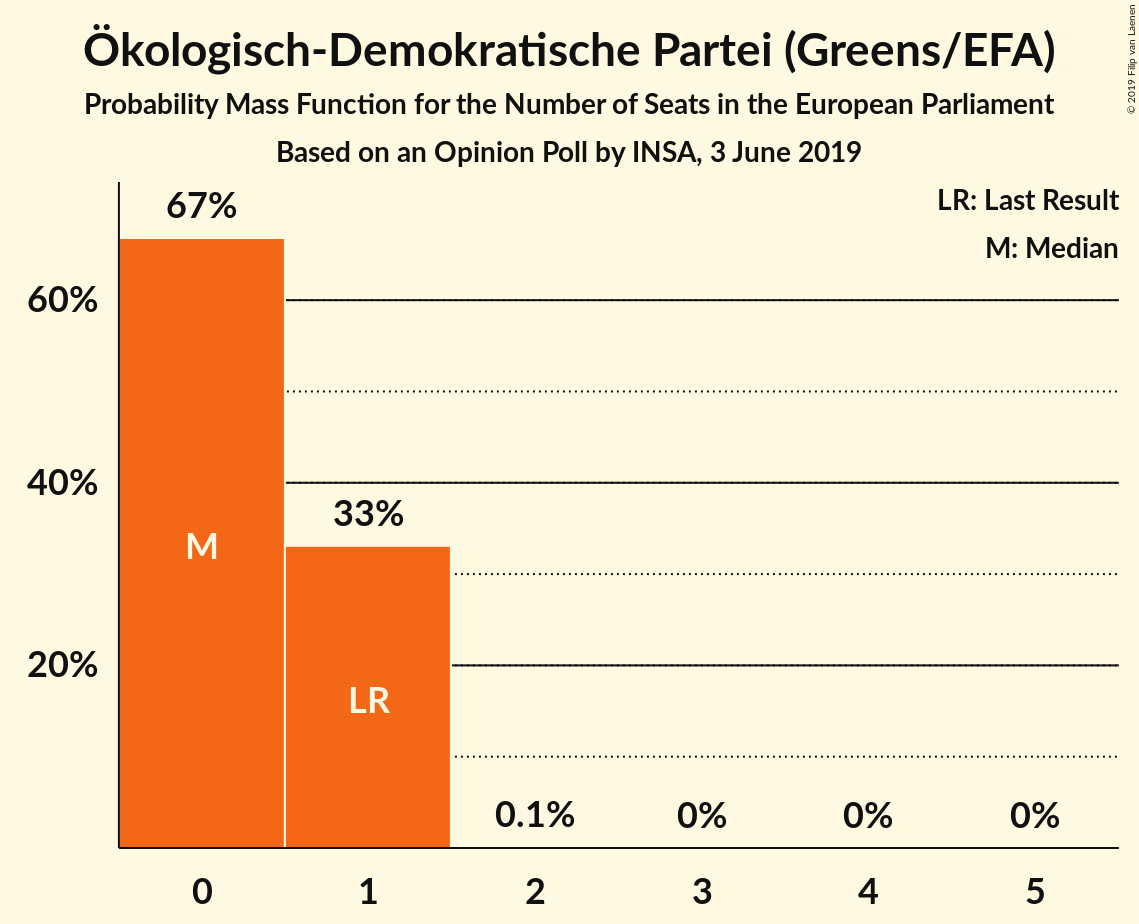 Ökologisch-Demokratische Partei (Greens/EFA)
Probability Mass Function for the Number of Seats in the European Parliament
Based on an Opinion Poll by INSA, 3 June 2019
© 2019 Filip van Laenen
LR: Last Result
M: Median
67%
60%
40%
33%
20%
M
LR
0.1%
0%
0%
0%
0
1
2
3
4
5